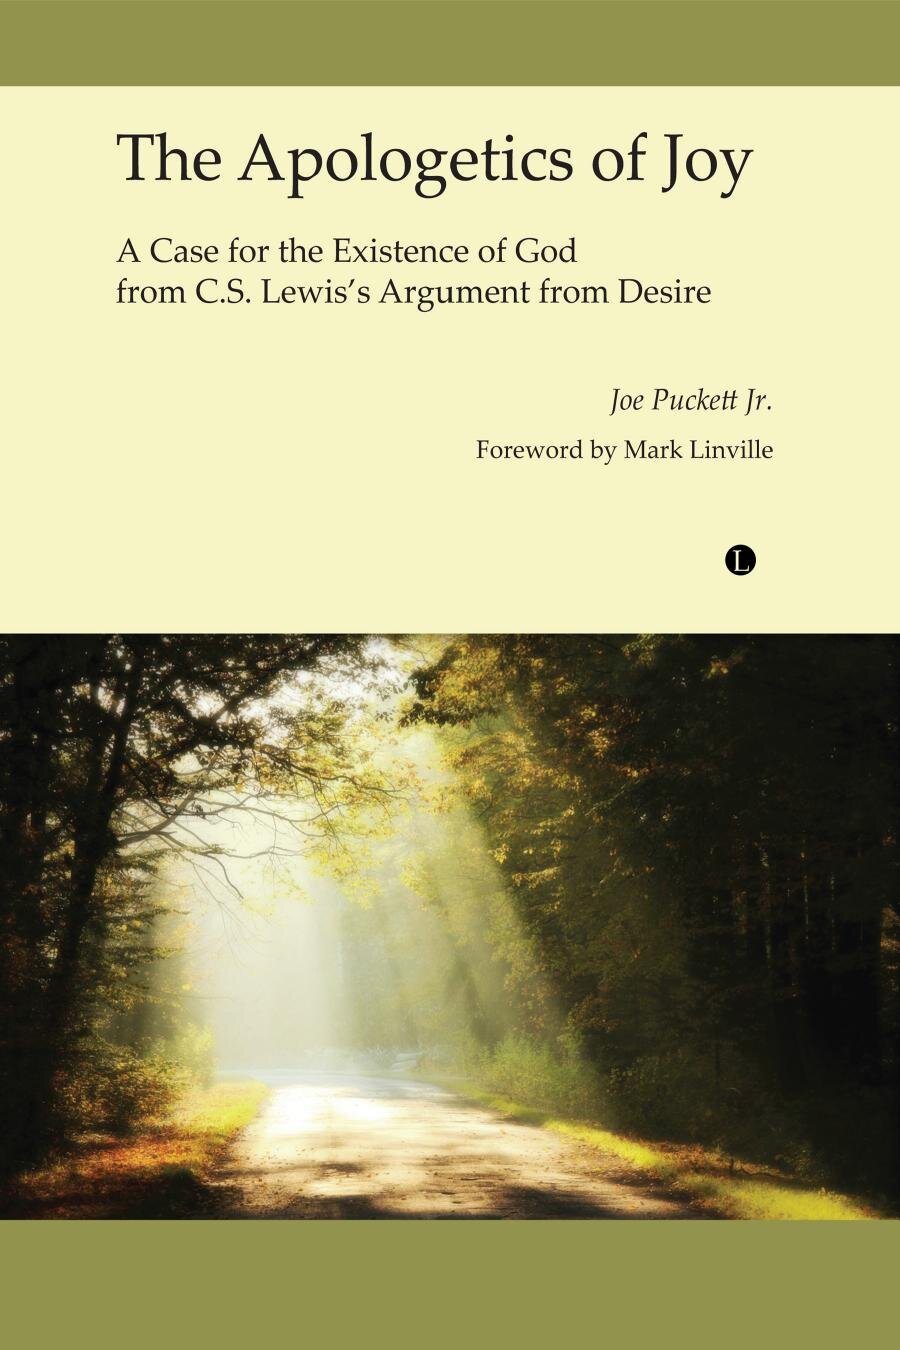 The Apologetics of Joy
A Case for the Existence of God
from C.S. Lewis’s Argument from Desire
Joe Puckett Jr.
Foreword by Mark Linville
L